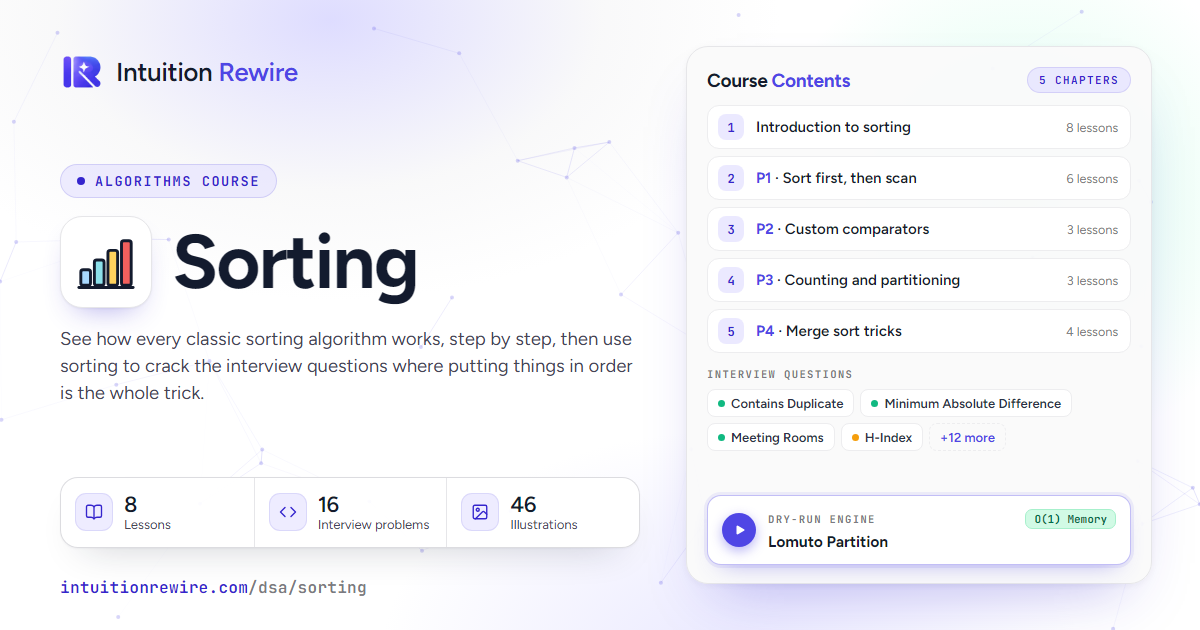 Intuition Rewire
ALGORITHMS COURSE
Sorting
See how every classic sorting algorithm works, step by step, then use
sorting to crack the interview questions where putting things in order
is the whole trick.
8
Lessons
16
Interview problems
46
Illustrations
intuitionrewire.com/dsa/sorting
Course Contents
5 CHAPTERS
1 Introduction to sorting 8 lessons
2 P1 · Sort first, then scan 6 lessons
3 P2 · Custom comparators 3 lessons
4 P3 · Counting and partitioning 3 lessons
5 P4 · Merge sort tricks 4 lessons
INTERVIEW QUESTIONS
Contains Duplicate Minimum Absolute Difference
Meeting Rooms H-Index +12 more
DRY-RUN ENGINE
O(1) Memory
Lomuto Partition